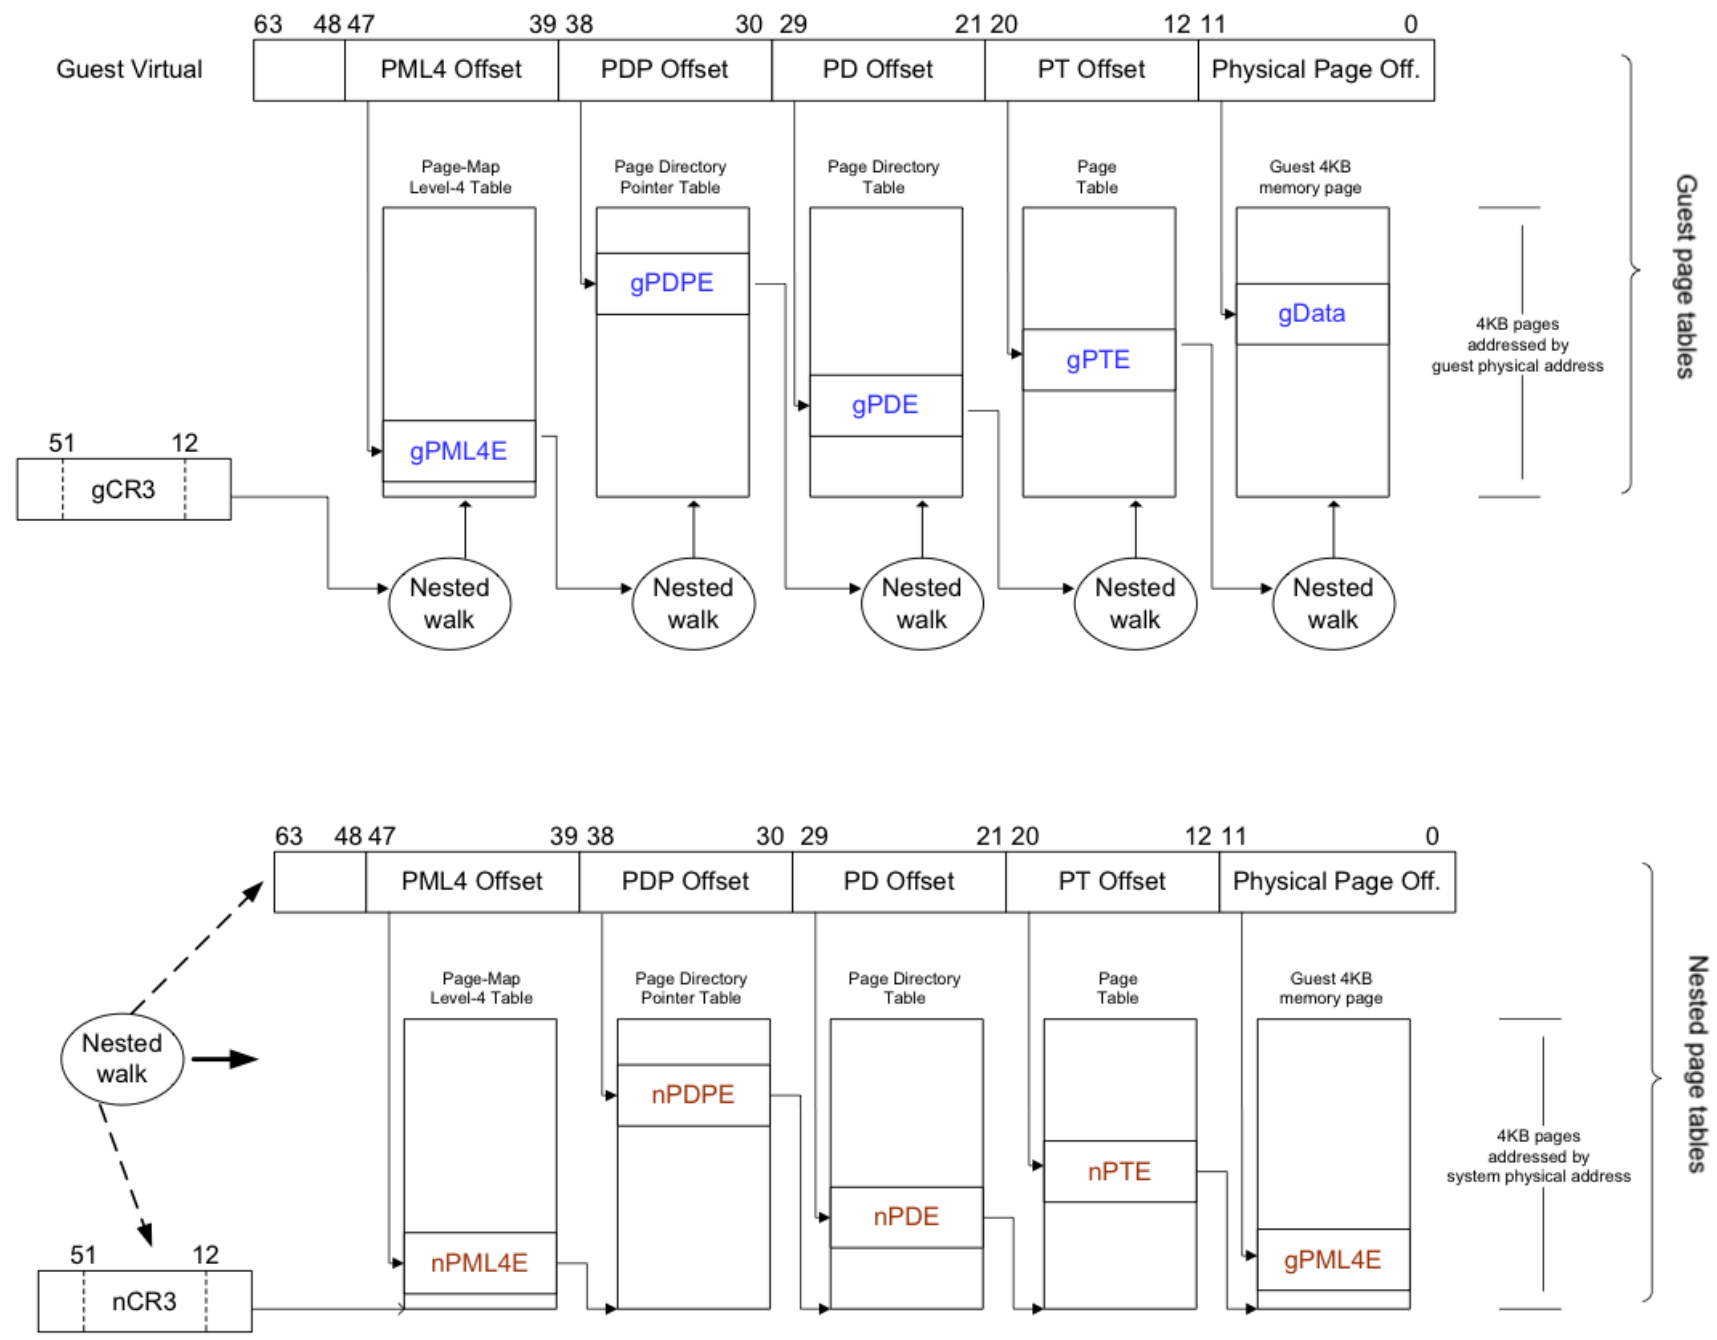 63 48 47 39 38 30 29 21 20 12 11 0
Guest Virtual PML4 Offset PDP Offset PD Offset PT Offset Physical Page Off.
Page-Map
Level-4 Table
Page Directory
Pointer Table
Page Directory
Table
Page
Table
Guest 4KB
memory page
gPML4E
gPDPE
gPDE
gPTE
gData
4KB pages
addressed by
guest physical address
Guest page tables
51 12
gCR3
Nested
walk
Nested
walk
Nested
walk
Nested
walk
Nested
walk
63 48 47 39 38 30 29 21 20 12 11 0
PML4 Offset PDP Offset PD Offset PT Offset Physical Page Off.
Page-Map
Level-4 Table
Page Directory
Pointer Table
Page Directory
Table
Page
Table
Guest 4KB
memory page
Nested
walk
nPML4E
nPDPE
nPDE
nPTE
gPML4E
4KB pages
addressed by
system physical address
Nested page tables
51 12
nCR3